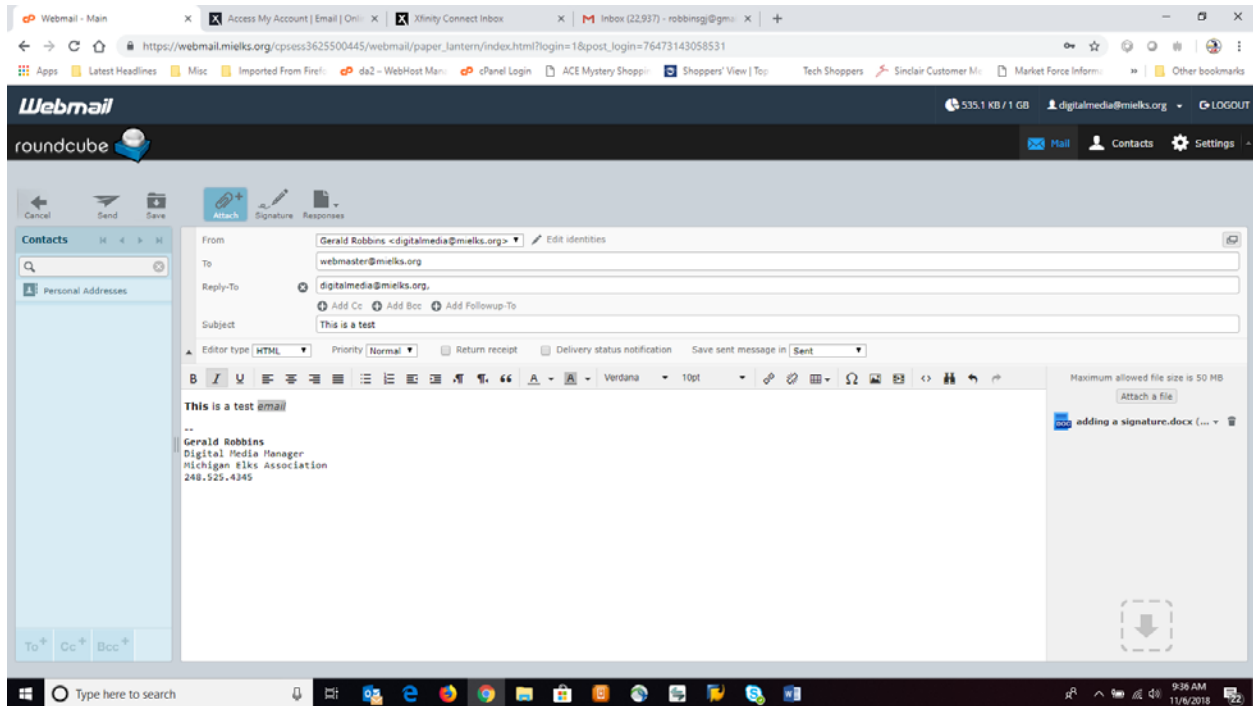 Webmail - Main
Access My Account | Email | Onli
Xfinity Connect Inbox
Inbox (22,937) - robbinsgj@gma
https://webmail.mielks.org/cpsess3625500445/webmail/paper_lantern/index.html?login=1&post_login=76473143058531
Apps Latest Headlines Misc Imported From Firefo da2 – WebHost Mana cPanel Login ACE Mystery Shoppin Shoppers' View | Top Tech Shoppers Sinclair Customer Me Market Force Informa » Other bookmarks
Webmail 535.1 KB / 1 GB digitalmedia@mielks.org LOGOUT
roundcube Mail Contacts Settings
Cancel Send Save Attach Signature Responses
Contacts
Personal Addresses
From Gerald Robbins <digitalmedia@mielks.org> Edit identities
To webmaster@mielks.org
Reply-To digitalmedia@mielks.org,
Add Cc Add Bcc Add Followup-To
Subject This is a test
Editor type HTML Priority Normal Return receipt Delivery status notification Save sent message in Sent
B I U A A Verdana 10pt
Maximum allowed file size is 50 MB
Attach a file
adding a signature.docx (...
This is a test email
--
Gerald Robbins
Digital Media Manager
Michigan Elks Association
248.525.4345
To+ Cc+ Bcc+
Type here to search
9:36 AM
11/6/2018
22